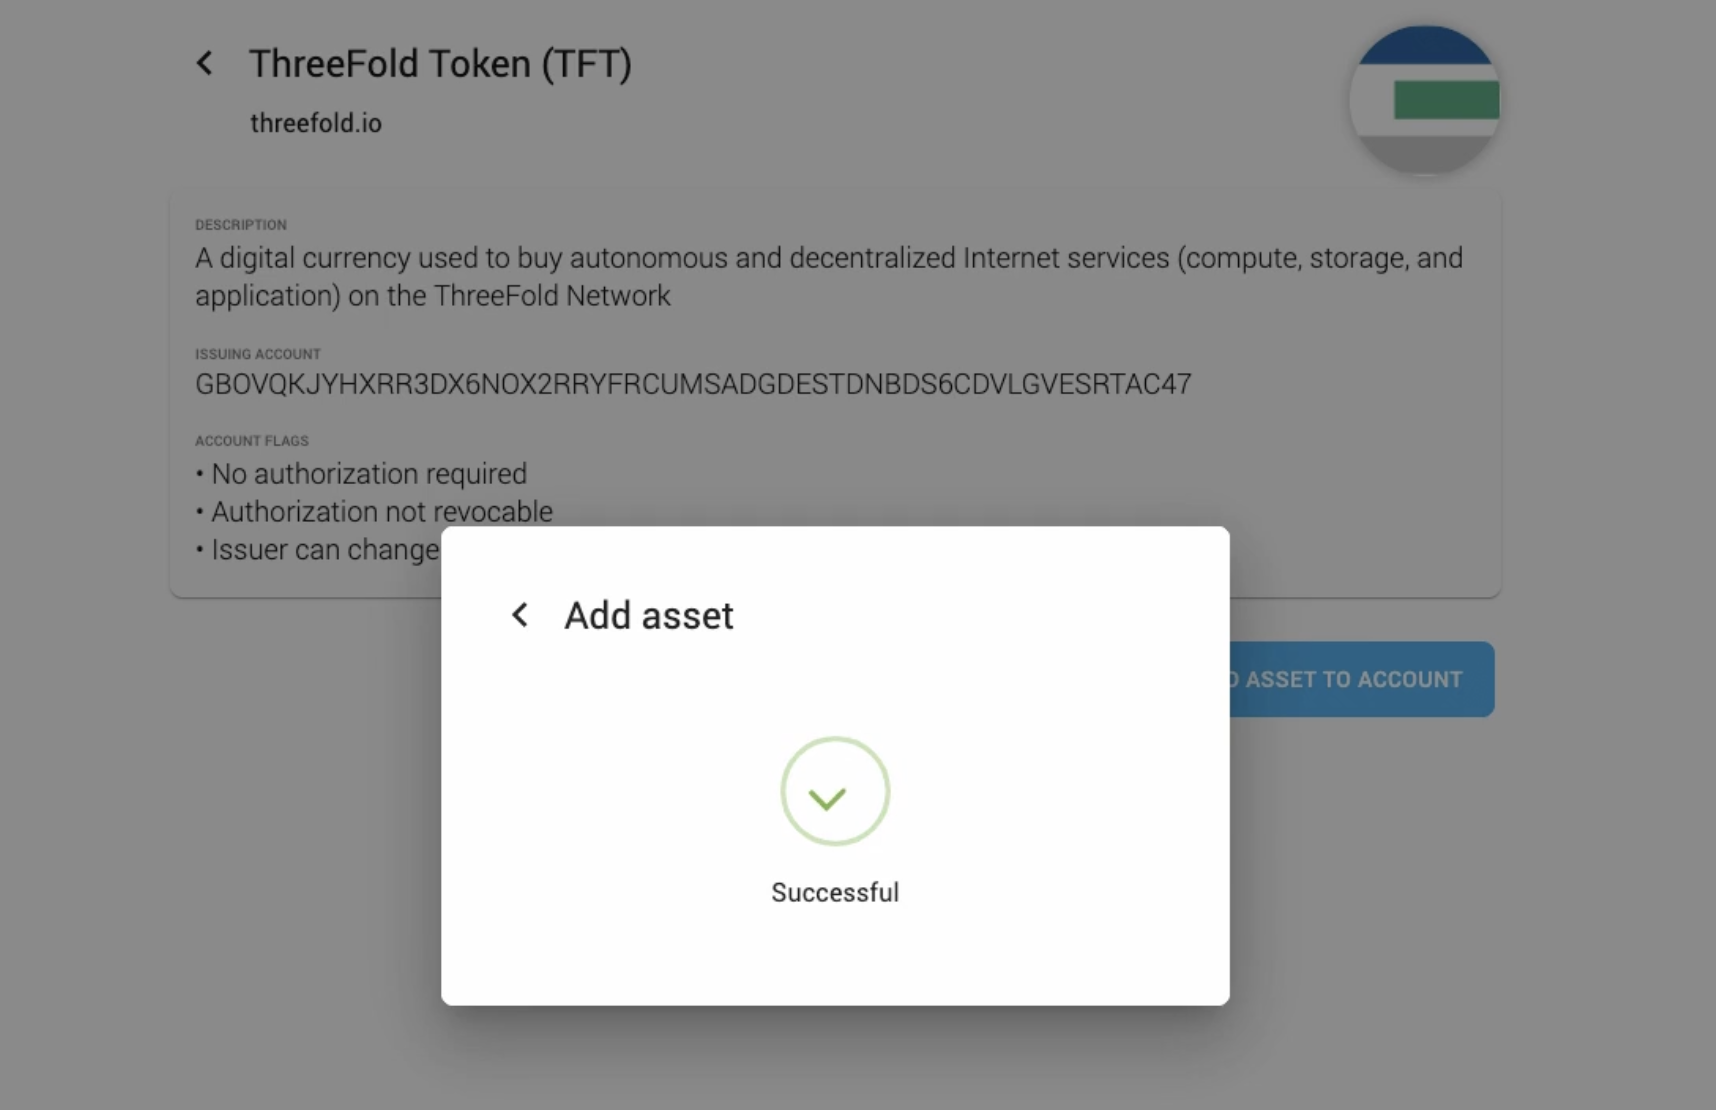 ThreeFold Token (TFT)
threefold.io
DESCRIPTION
A digital currency used to buy autonomous and decentralized Internet services (compute, storage, and
application) on the ThreeFold Network
ISSUING ACCOUNT
GBOVQKJYHXRR3DX6NOX2RRYFRCUMSADGDESTDNBDS6CDVLGVESRTAC47
ACCOUNT FLAGS
• No authorization required
• Authorization not revocable
• Issuer can change
Add asset
ASSET TO ACCOUNT
Successful